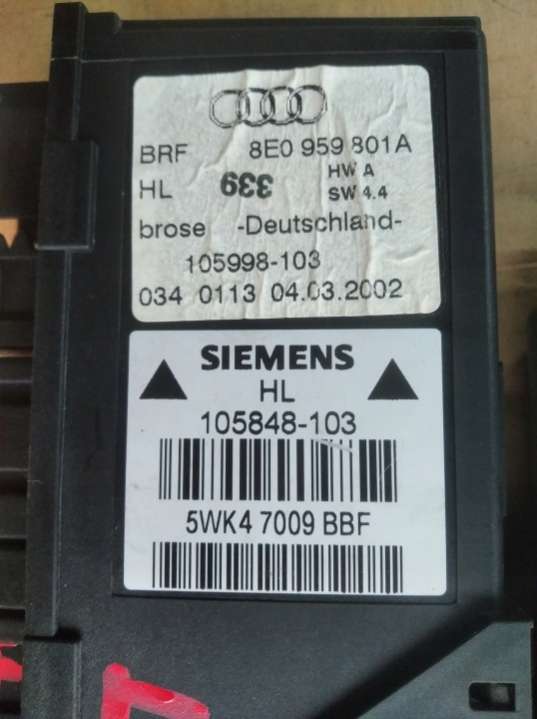 BRF 8E0 959 801A
HL 339 HW A
SW 4.4
brose -Deutschland-
105998-103
034 0113 04.03.2002
SIEMENS
HL
105848-103
5WK4 7009 BBF